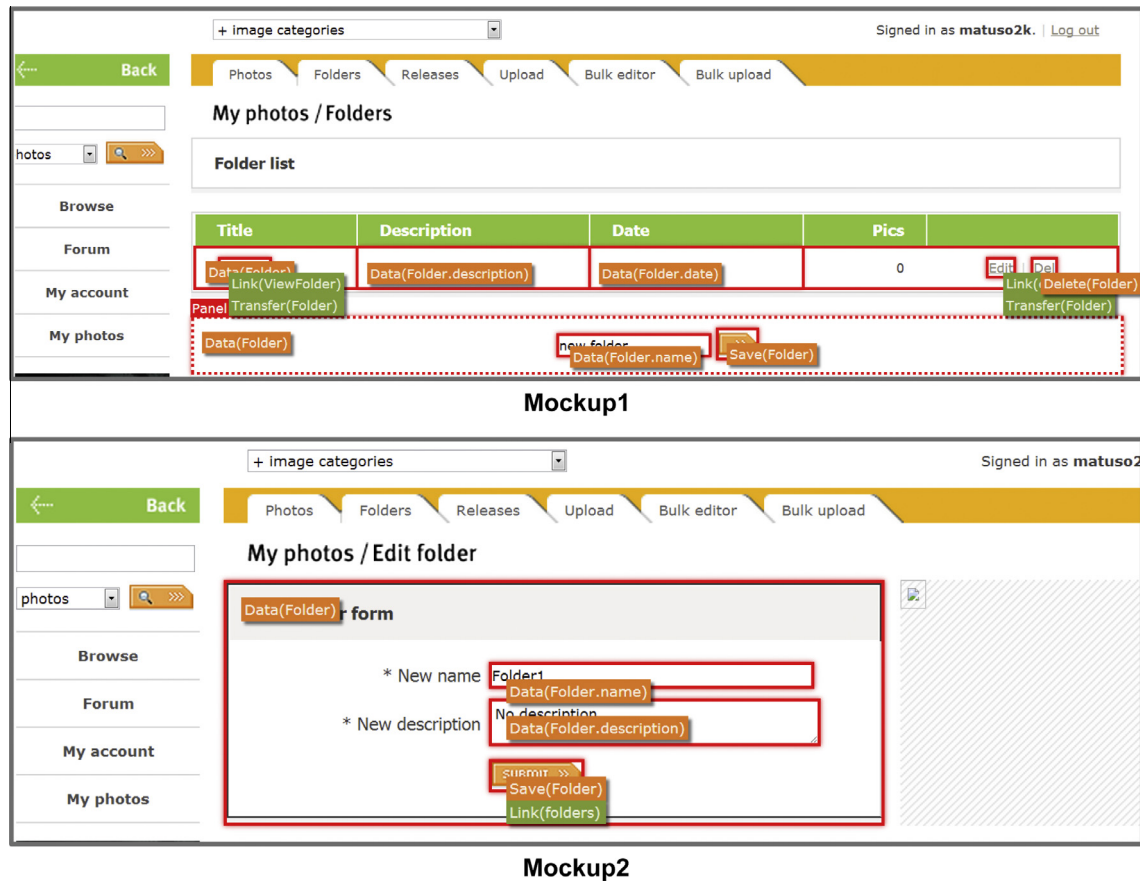 + image categories
Signed in as matuso2k. | Log out
Back
Photos Folders Releases Upload Bulk editor Bulk upload
My photos / Folders
hotos
Folder list
Browse
Forum
My account
My photos
Title Description Date Pics
Data(Folder) Data(Folder.description) Data(Folder.date) 0 Edit | Del
Link(ViewFolder)
Transfer(Folder)
Delete(Folder)
Transfer(Folder)
Panel
Data(Folder) new folder
Data(Folder.name) Save(Folder)
Mockup1
+ image categories
Signed in as matuso2
Back
Photos Folders Releases Upload Bulk editor Bulk upload
My photos / Edit folder
photos
Browse
Forum
My account
My photos
Data(Folder) form
* New name Folder1
Data(Folder.name)
* New description No description
Data(Folder.description)
SUBMIT
Save(Folder)
Link(folders)
Mockup2